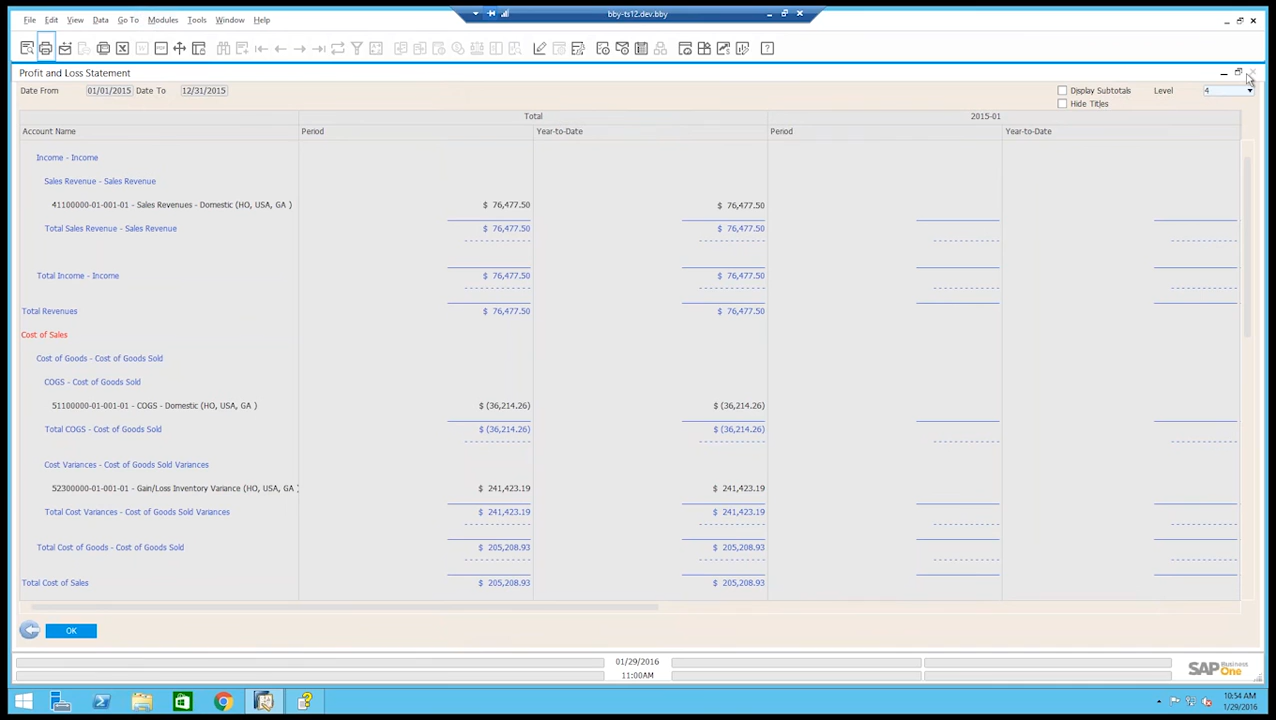 bby-ts12.dev.bby
File Edit View Data Go To Modules Tools Window Help
Profit and Loss Statement
Date From 01/01/2015 Date To 12/31/2015 Display Subtotals Level 4
Hide Titles
Total 2015-01
Account Name Period Year-to-Date Period Year-to-Date
Income - Income
Sales Revenue - Sales Revenue
41100000-01-001-01 - Sales Revenues - Domestic (HO, USA, GA ) $ 76,477.50 $ 76,477.50
Total Sales Revenue - Sales Revenue $ 76,477.50 $ 76,477.50
Total Income - Income $ 76,477.50 $ 76,477.50
Total Revenues $ 76,477.50 $ 76,477.50
Cost of Sales
Cost of Goods - Cost of Goods Sold
COGS - Cost of Goods Sold
51100000-01-001-01 - COGS - Domestic (HO, USA, GA ) $ (36,214.26) $ (36,214.26)
Total COGS - Cost of Goods Sold $ (36,214.26) $ (36,214.26)
Cost Variances - Cost of Goods Sold Variances
52300000-01-001-01 - Gain/Loss Inventory Variance (HO, USA, GA ) $ 241,423.19 $ 241,423.19
Total Cost Variances - Cost of Goods Sold Variances $ 241,423.19 $ 241,423.19
Total Cost of Goods - Cost of Goods Sold $ 205,208.93 $ 205,208.93
Total Cost of Sales $ 205,208.93 $ 205,208.93
OK
01/29/2016
11:00AM
SAP Business One
10:54 AM
1/29/2016